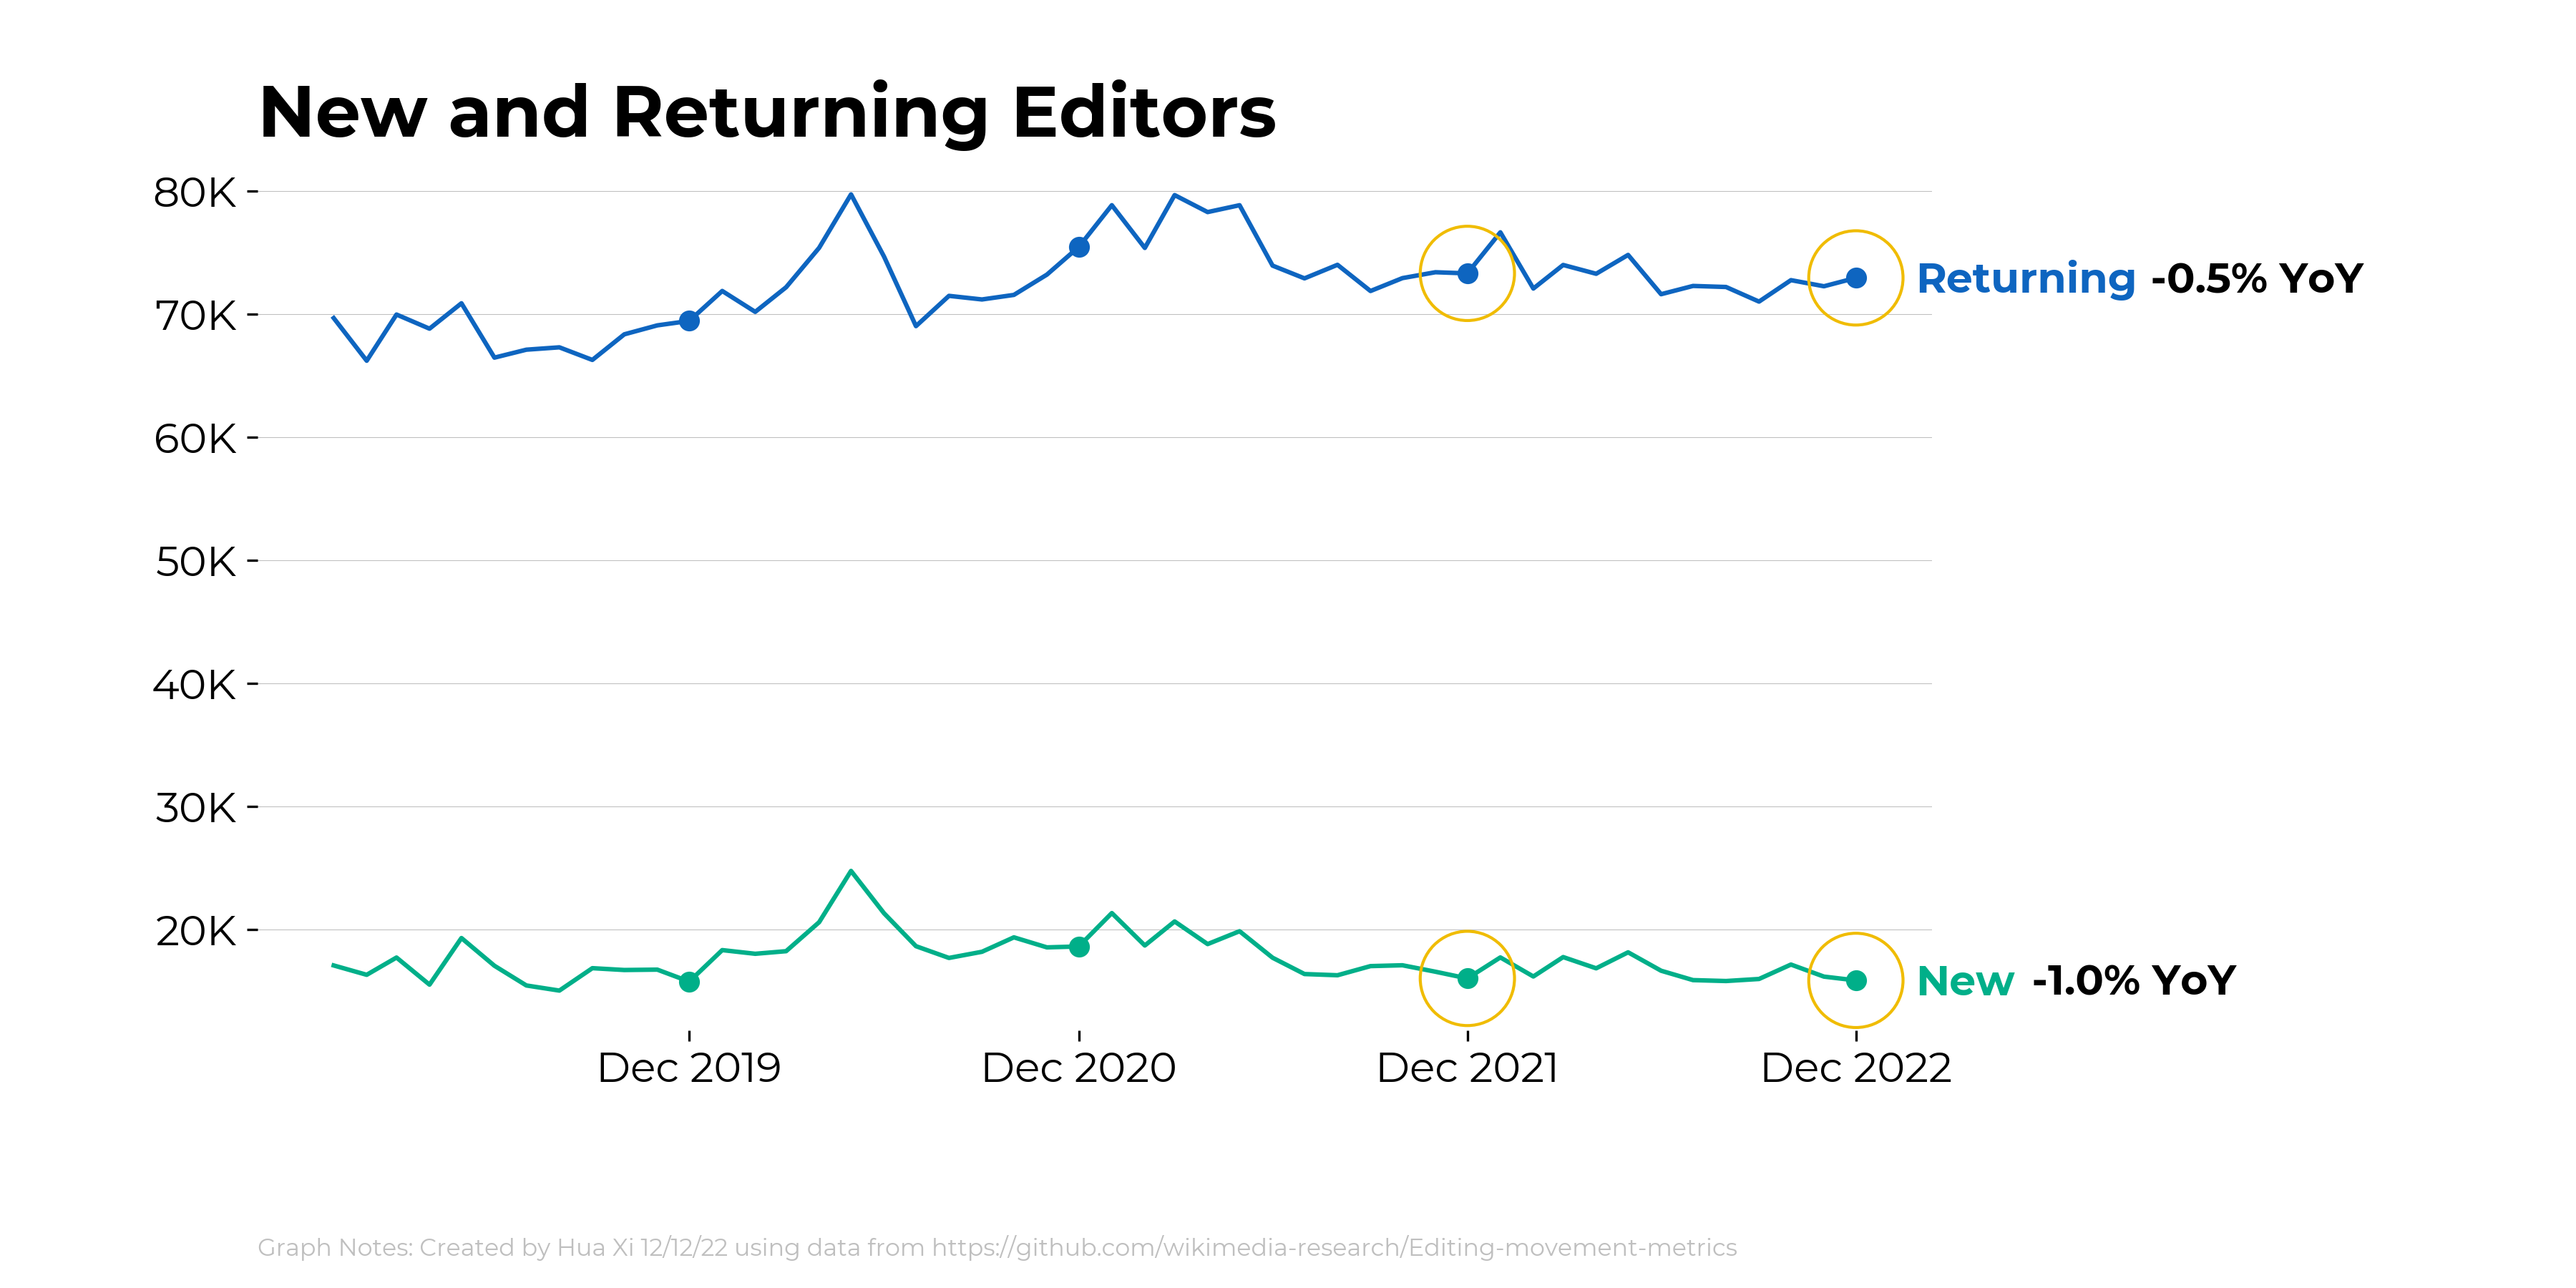 New and Returning Editors
80K
70K
60K
50K
40K
30K
20K
Returning -0.5% YoY
New -1.0% YoY
Dec 2019
Dec 2020
Dec 2021
Dec 2022
Graph Notes: Created by Hua Xi 12/12/22 using data from https://github.com/wikimedia-research/Editing-movement-metrics